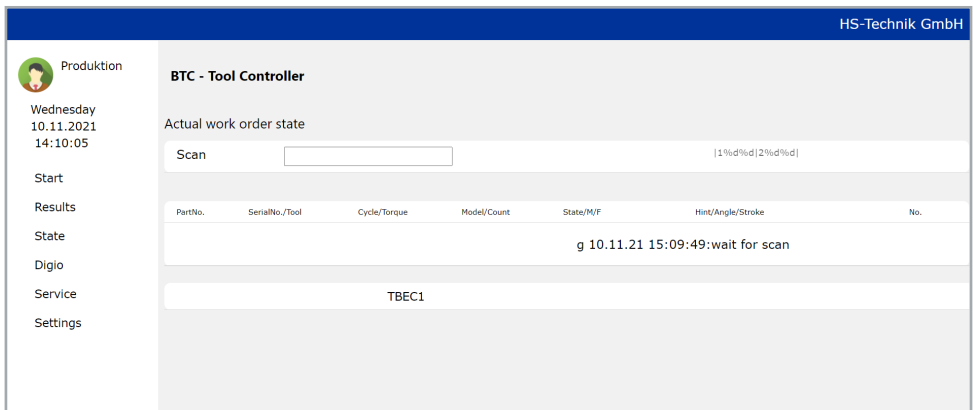 HS-Technik GmbH
Produktion
Wednesday
10.11.2021
14:10:05
Start
Results
State
Digio
Service
Settings
BTC - Tool Controller
Actual work order state
Scan |1%d%d|2%d%d|
PartNo. SerialNo./Tool Cycle/Torque Model/Count State/M/F Hint/Angle/Stroke No.
g 10.11.21 15:09:49:wait for scan
TBEC1